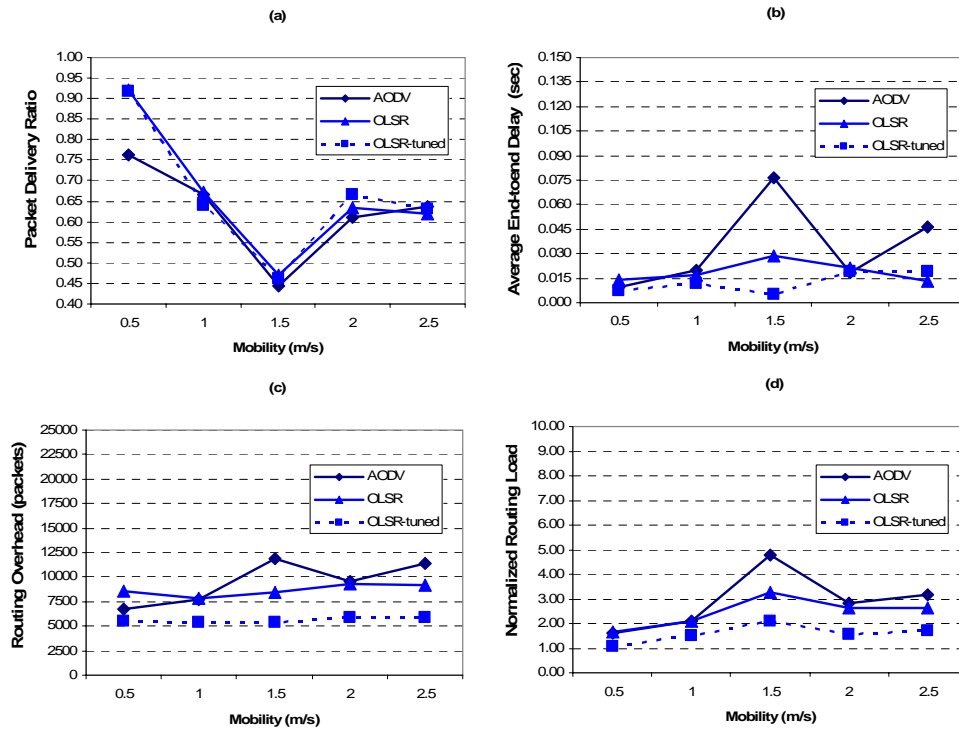 (a)
Packet Delivery Ratio
1.00
0.95
0.90
0.85
0.80
0.75
0.70
0.65
0.60
0.55
0.50
0.45
0.40
AODV
OLSR
OLSR-tuned
0.5 1 1.5 2 2.5
Mobility (m/s)
(b)
Average End-toend Delay (sec)
0.150
0.135
0.120
0.105
0.090
0.075
0.060
0.045
0.030
0.015
0.000
AODV
OLSR
OLSR-tuned
0.5 1 1.5 2 2.5
Mobility (m/s)
(c)
Routing Overhead (packets)
25000
22500
20000
17500
15000
12500
10000
7500
5000
2500
0
AODV
OLSR
OLSR-tuned
0.5 1 1.5 2 2.5
Mobility (m/s)
(d)
Normalized Routing Load
10.00
9.00
8.00
7.00
6.00
5.00
4.00
3.00
2.00
1.00
0.00
AODV
OLSR
OLSR-tuned
0.5 1 1.5 2 2.5
Mobility (m/s)